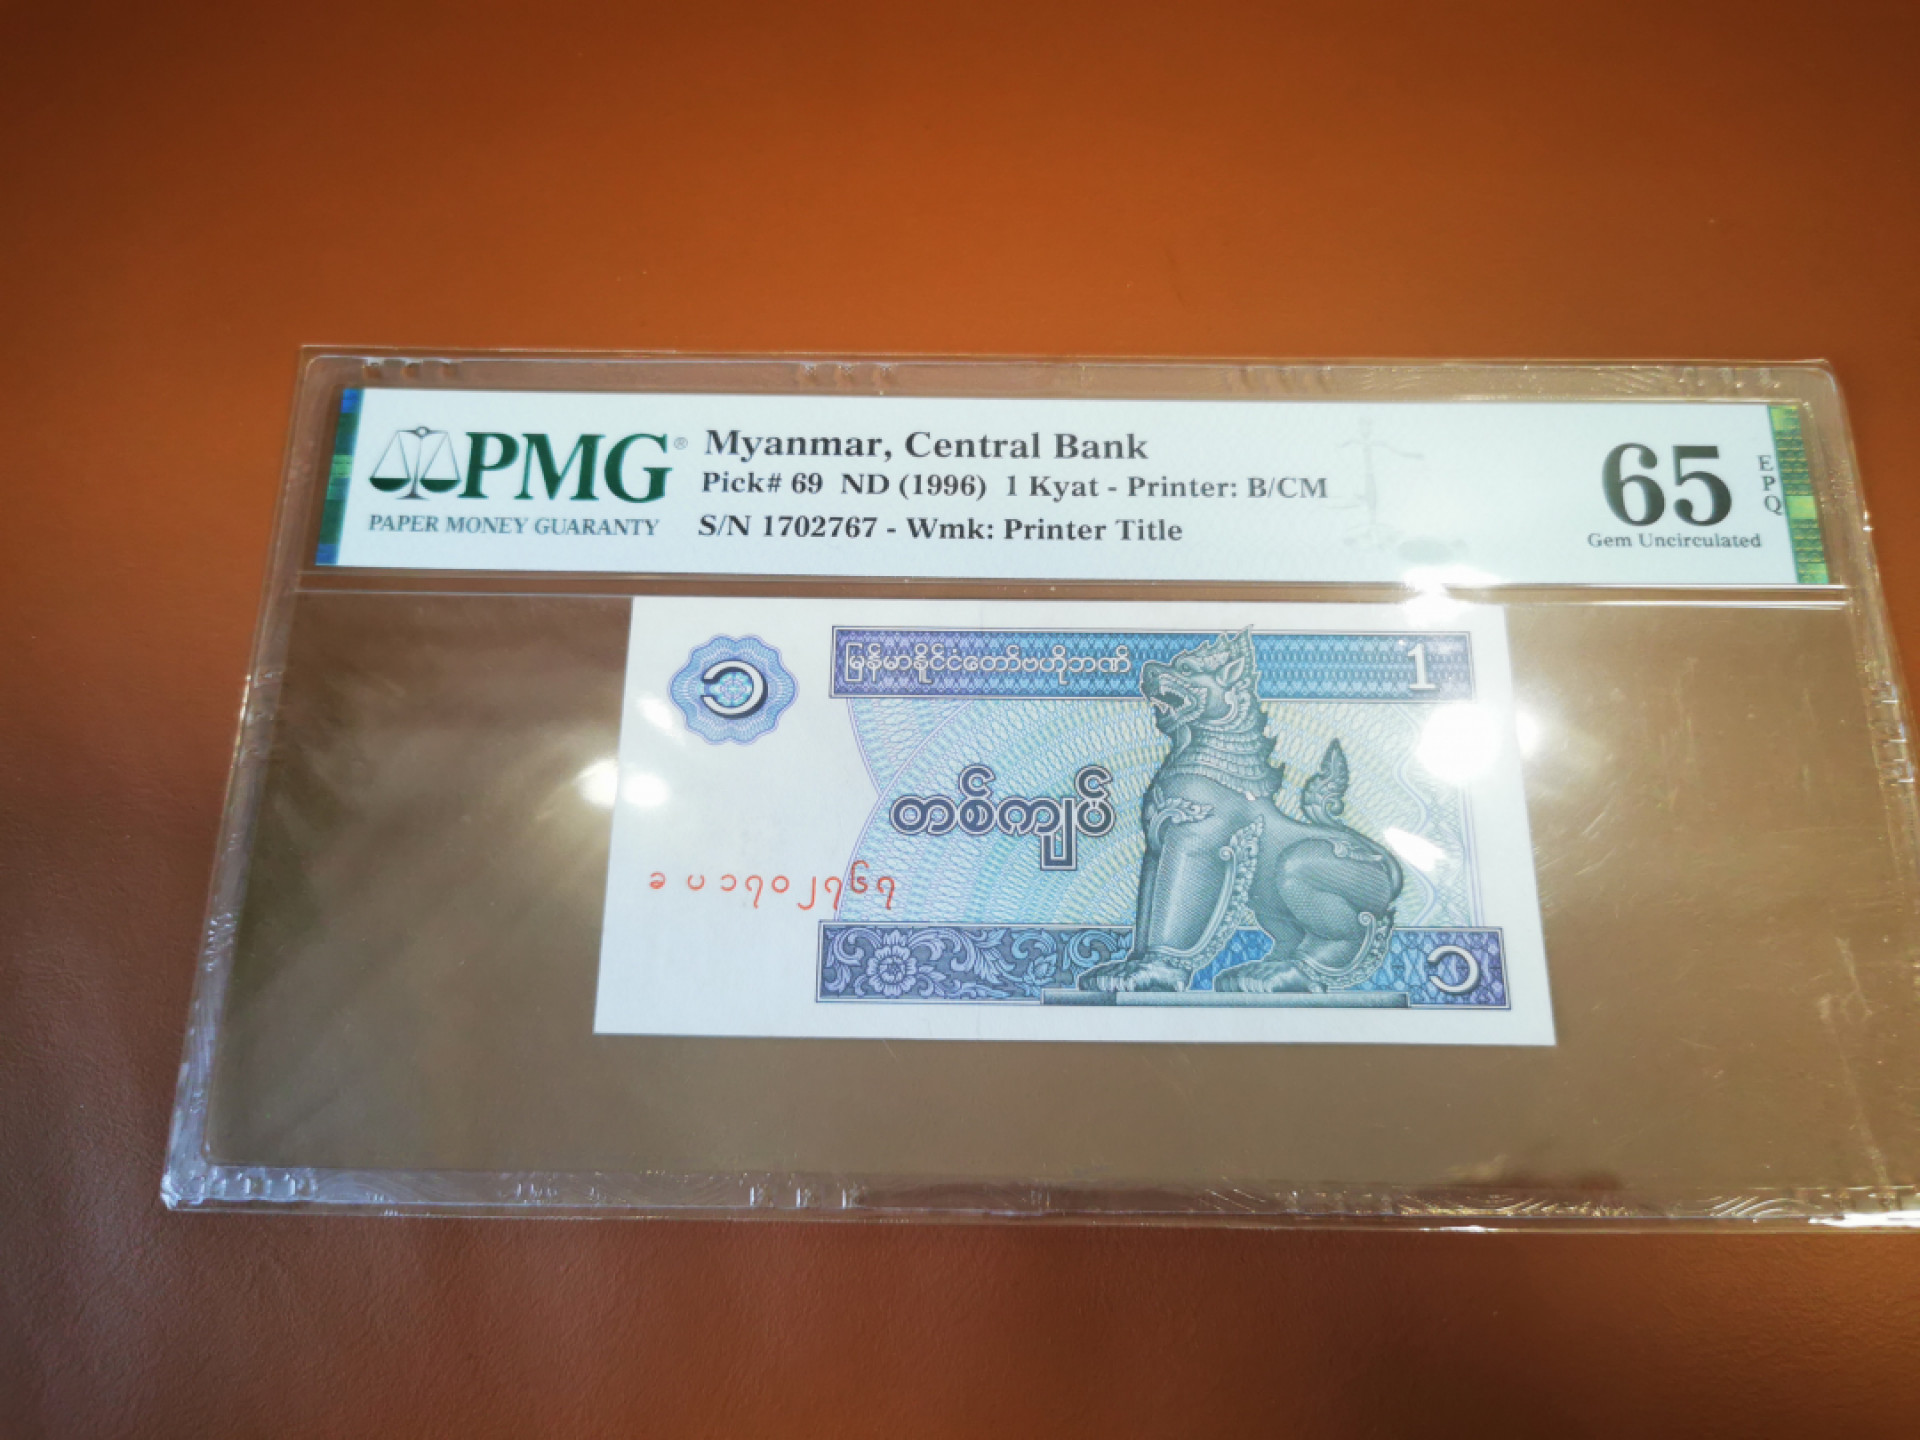 PMG®
PAPER MONEY GUARANTY
Myanmar, Central Bank
Pick# 69 ND (1996) 1 Kyat - Printer: B/CM
S/N 1702767 - Wmk: Printer Title
65
EPQ
Gem Uncirculated
၁
မြန်မာနိုင်ငံတော်ဗဟိုဘဏ်
1
တစ်ကျပ်
ခ ပ ၁၇၀၂၇၆၇
၁